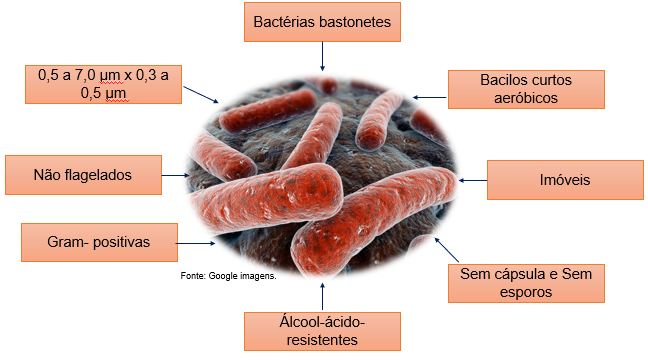 Bactérias bastonetes
0,5 a 7,0 µm x 0,3 a
0,5 µm
Bacilos curtos
aeróbicos
Não flagelados
Imóveis
Gram- positivas
Fonte: Google imagens.
Sem cápsula e Sem
esporos
Álcool-ácido-
resistentes